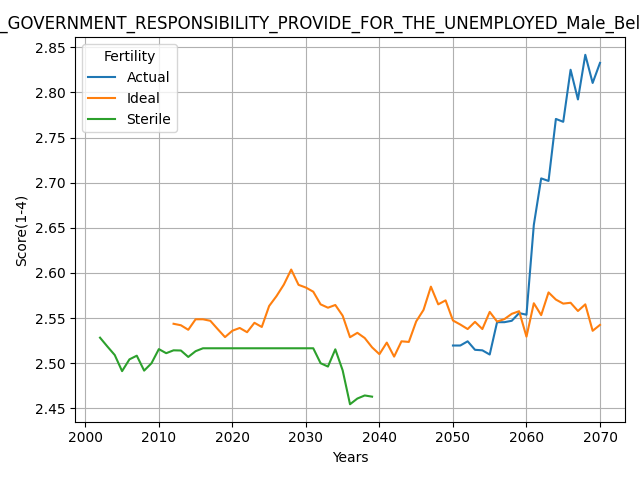 _GOVERNMENT_RESPONSIBILITY_PROVIDE_FOR_THE_UNEMPLOYED_Male_Bel
Fertility
Actual
Ideal
Sterile
Score(1-4)
2.85
2.80
2.75
2.70
2.65
2.60
2.55
2.50
2.45
2000 2010 2020 2030 2040 2050 2060 2070
Years